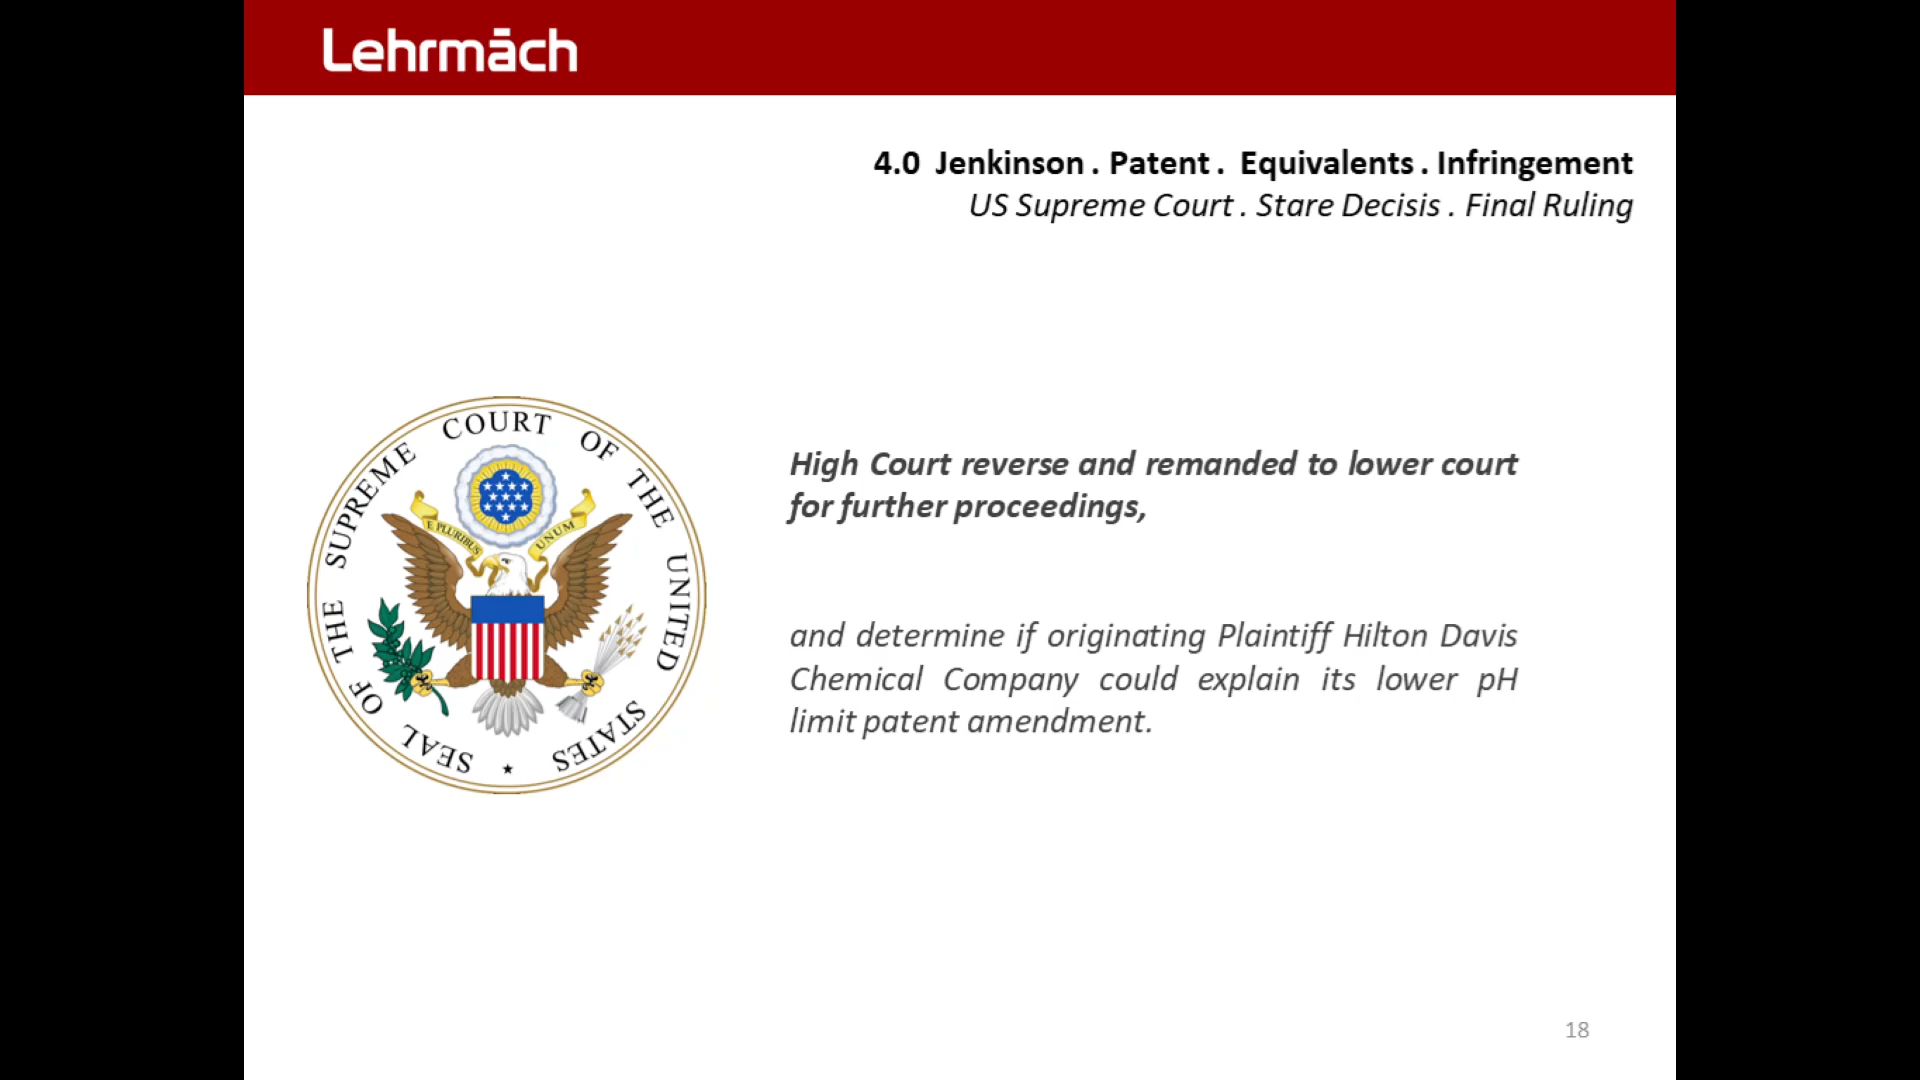 Lehrmāch
4.0 Jenkinson . Patent . Equivalents . Infringement
US Supreme Court . Stare Decisis . Final Ruling
SEAL OF THE SUPREME COURT OF THE UNITED STATES
E PLURIBUS UNUM
High Court reverse and remanded to lower court
for further proceedings,
and determine if originating Plaintiff Hilton Davis
Chemical Company could explain its lower pH
limit patent amendment.
18